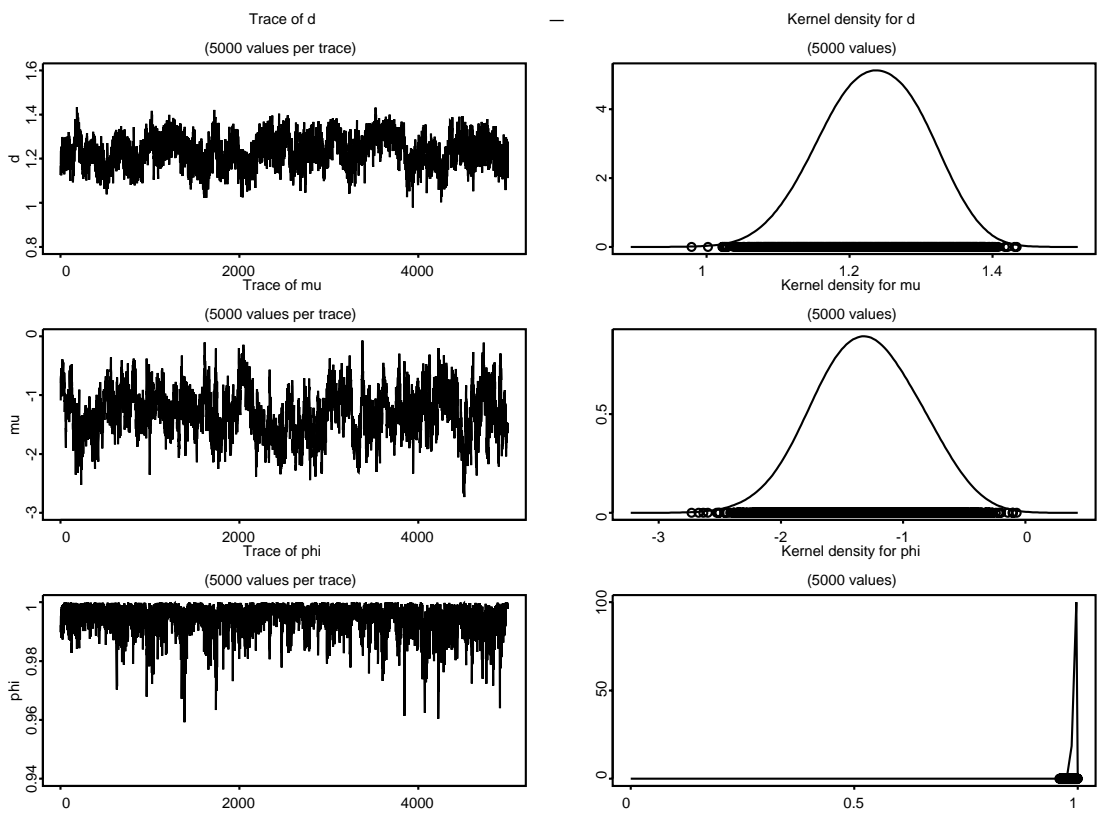 Trace of d
—
Kernel density for d
(5000 values per trace)
(5000 values)
1.6
1.4
1.2
1
0.8
d
0
2000
4000
4
2
0
1
1.2
1.4
Trace of mu
Kernel density for mu
(5000 values per trace)
(5000 values)
0
-1
-2
-3
mu
0
2000
4000
0.5
0
-3
-2
-1
0
Trace of phi
Kernel density for phi
(5000 values per trace)
(5000 values)
1
0.98
0.96
0.94
phi
0
2000
4000
100
50
0
0
0.5
1